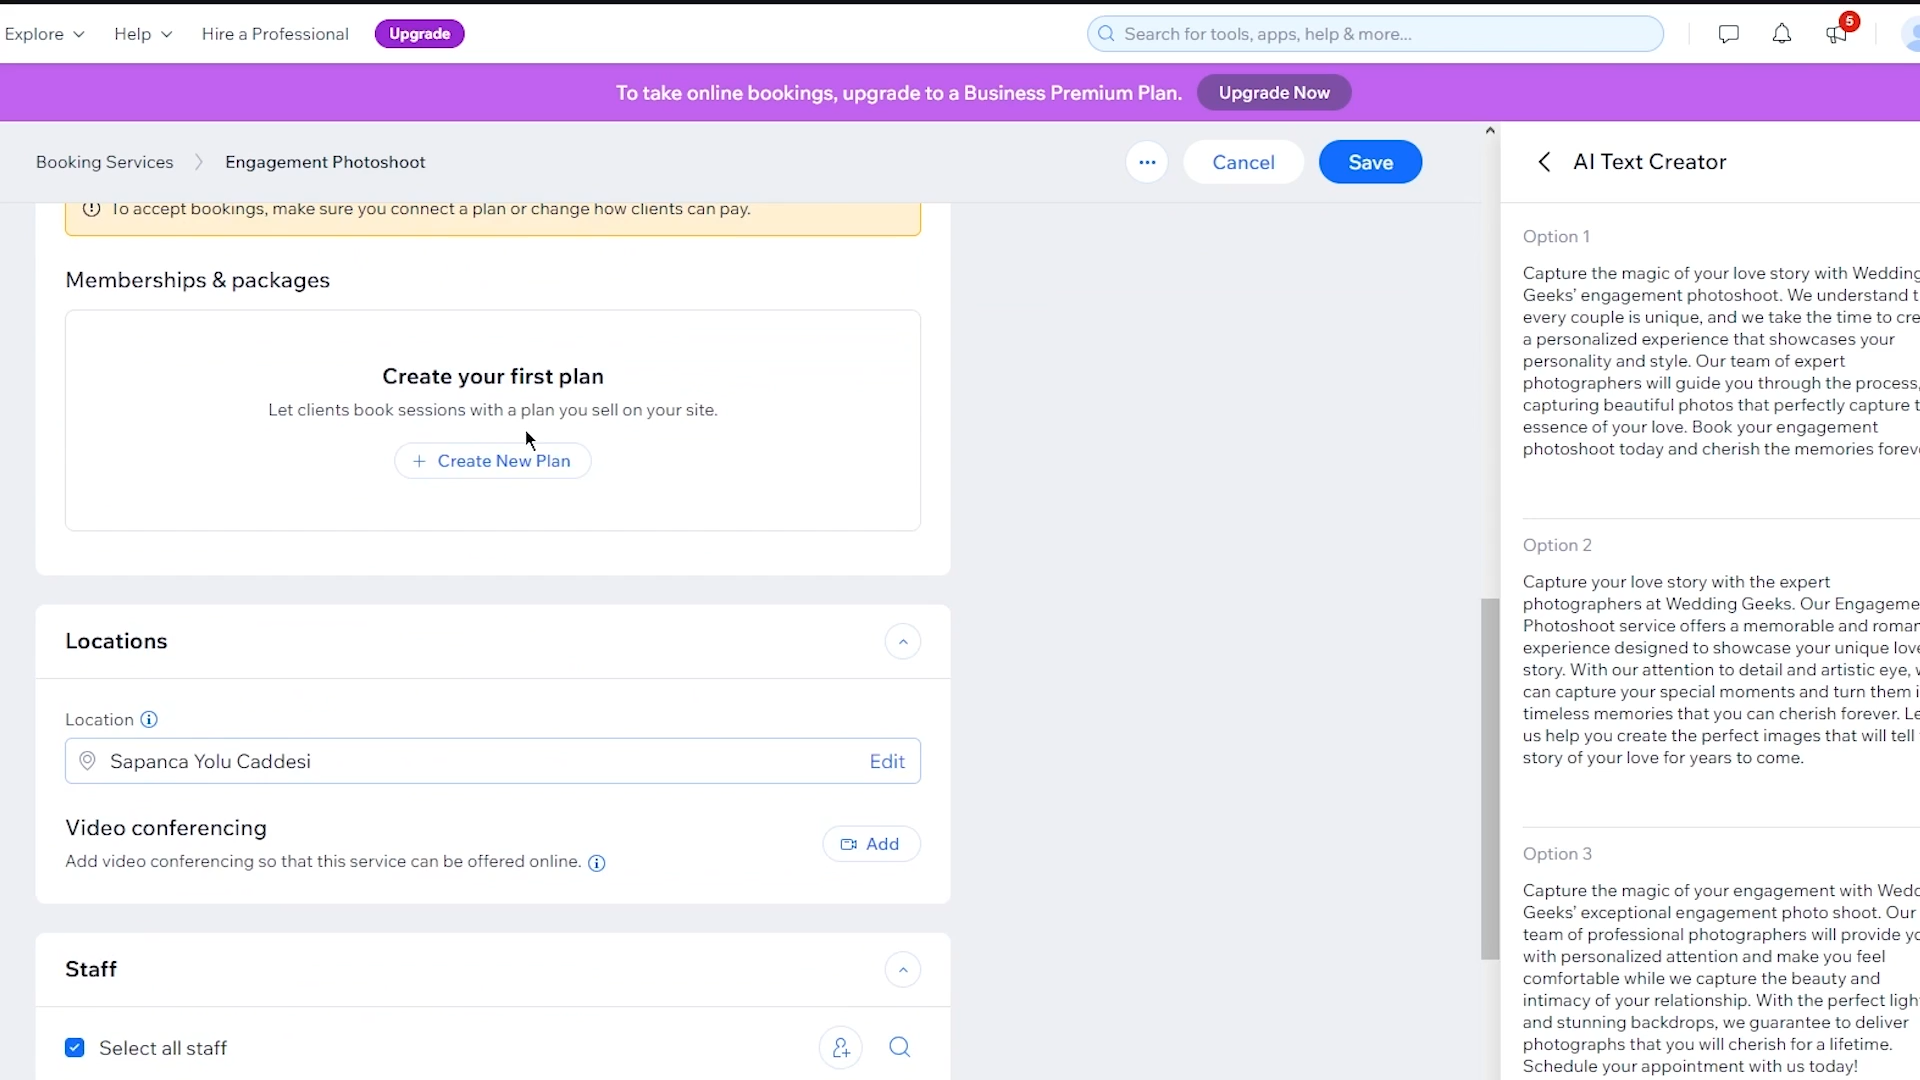 Explore Help Hire a Professional Upgrade Search for tools, apps, help & more... 5
To take online bookings, upgrade to a Business Premium Plan. Upgrade Now
Booking Services Engagement Photoshoot ... Cancel Save
To accept bookings, make sure you connect a plan or change how clients can pay.
Memberships & packages
Create your first plan
Let clients book sessions with a plan you sell on your site.
+ Create New Plan
Locations
Location
Sapanca Yolu Caddesi Edit
Video conferencing
Add video conferencing so that this service can be offered online.
Add
Staff
Select all staff
AI Text Creator
Option 1
Capture the magic of your love story with Wedding
Geeks' engagement photoshoot. We understand
every couple is unique, and we take the time to
a personalized experience that showcases your
personality and style. Our team of expert
photographers will guide you through the process,
capturing beautiful photos that perfectly capture
essence of your love. Book your engagement
photoshoot today and cherish the memories
Option 2
Capture your love story with the expert
photographers at Wedding Geeks. Our
Photoshoot service offers a memorable and
experience designed to showcase your unique
story. With our attention to detail and artistic eye,
can capture your special moments and turn them
timeless memories that you can cherish forever.
us help you create the perfect images that will tell
story of your love for years to come.
Option 3
Capture the magic of your engagement with
Geeks' exceptional engagement photo shoot. Our
team of professional photographers will provide
with personalized attention and make you feel
comfortable while we capture the beauty and
intimacy of your relationship. With the perfect
and stunning backdrops, we guarantee to deliver
photographs that you will cherish for a lifetime.
Schedule your appointment with us today!